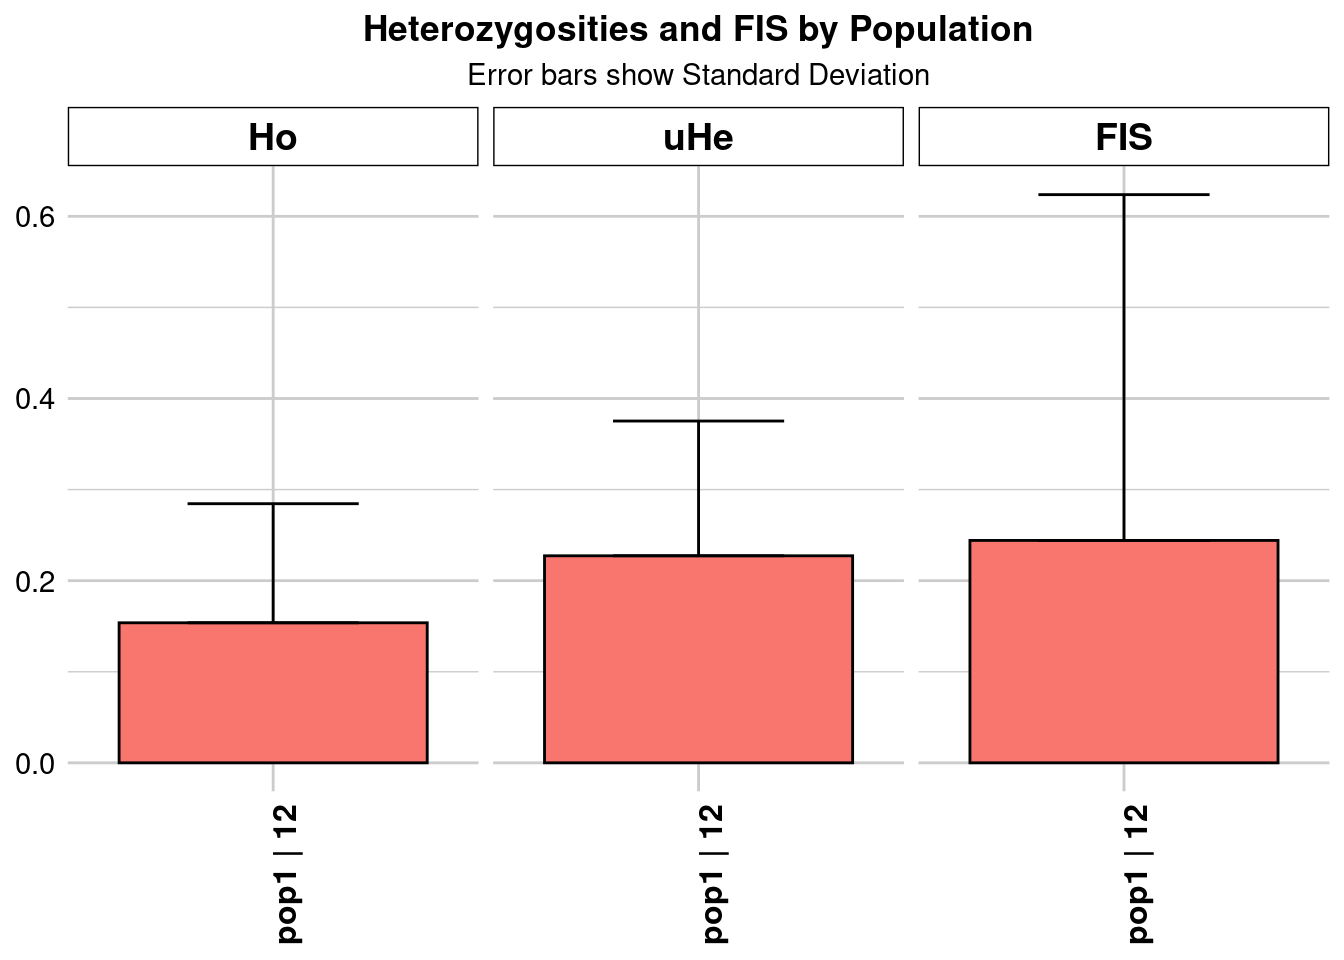 Heterozygosities and FIS by Population
Error bars show Standard Deviation
Ho
uHe
FIS
0.6
0.4
0.2
0.0
pop1 | 12
pop1 | 12
pop1 | 12